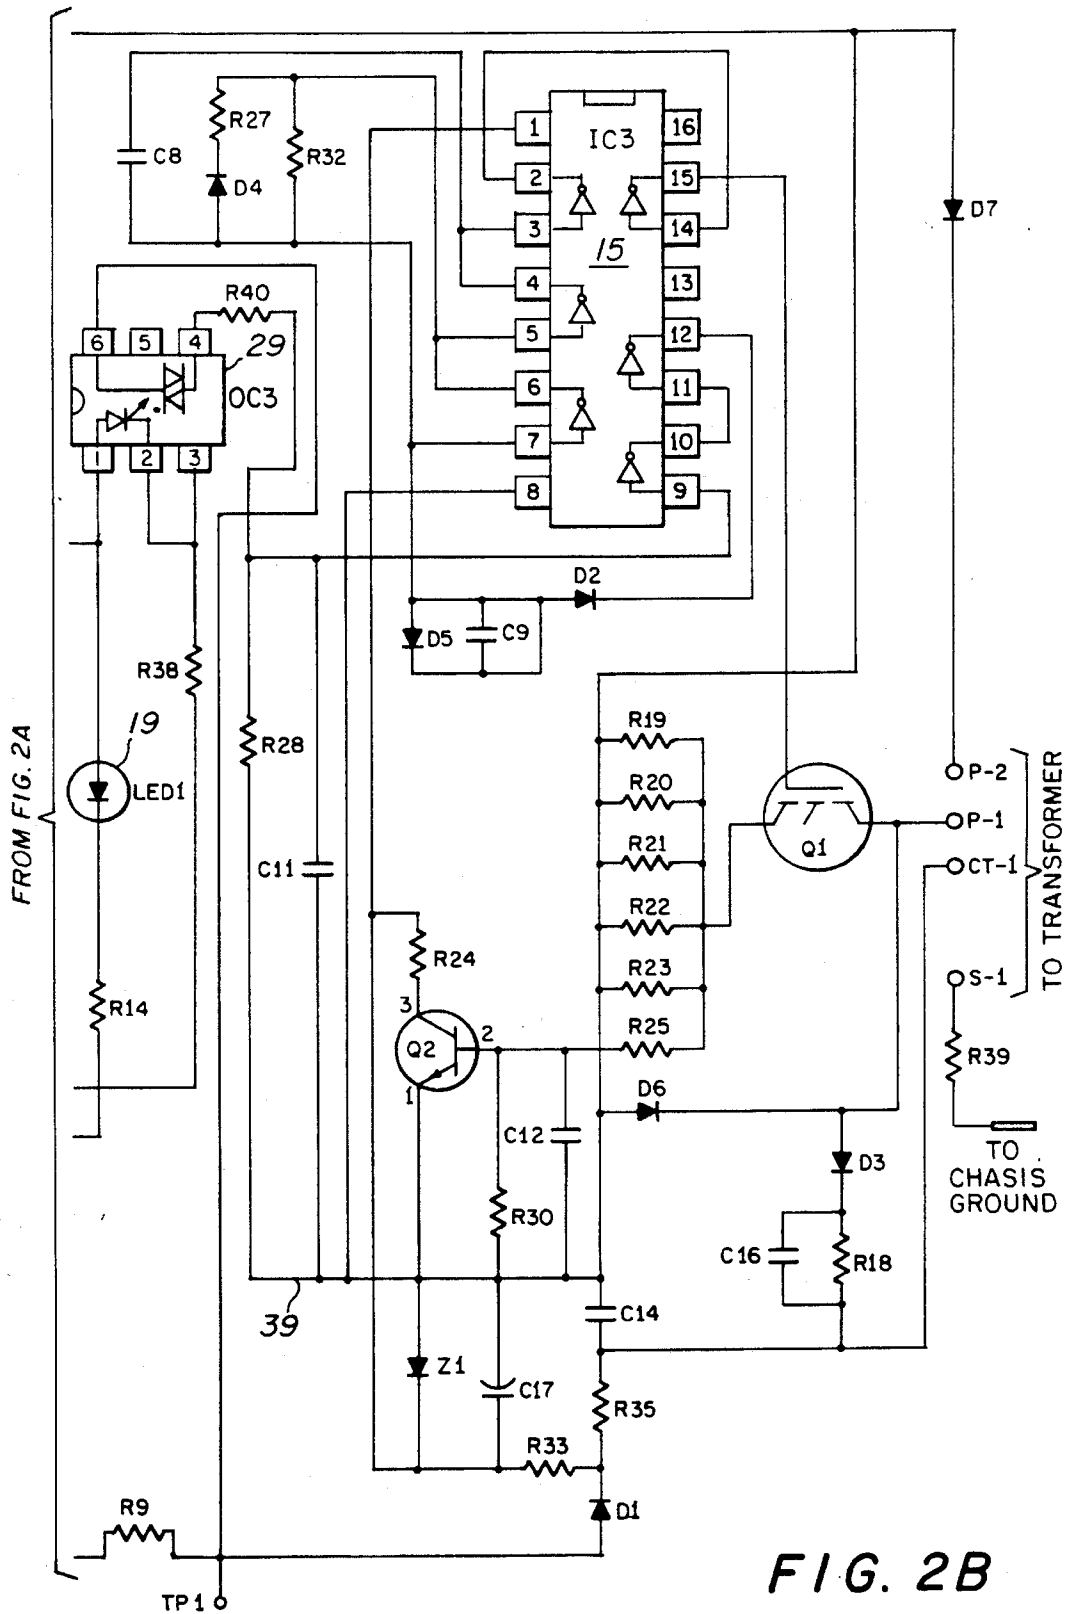 R27
C8
R32
D4
1
IC3
16
2
15
3
14
15
4
13
5
12
6
11
7
10
8
9
D7
R40
6
5
4
29
OC3
1
2
3
D2
D5
C9
R38
19
LED1
R28
R19
R20
R21
R22
R23
R25
Q1
P-2
P-1
CT-1
S-1
TO TRANSFORMER
FROM FIG. 2A
C11
R24
R14
3
Q2
2
1
R39
TO
CHASIS
GROUND
D6
C12
D3
R30
C16
R18
39
C14
Z1
C17
R35
R33
R9
D1
TP1
FIG. 2B